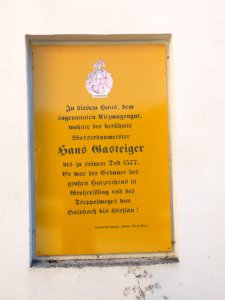 In diesem Haus, dem
sogenannten Kitzmagengut,
wohnte der berühmte
Wasserbaumeister
Hans Gasteiger
bis zu seinem Tod 1577.
Er war der Erbauer des
großen Holzrechens in
Großreifling und des
Treppelweges von
Hainbach bis Hieflau!